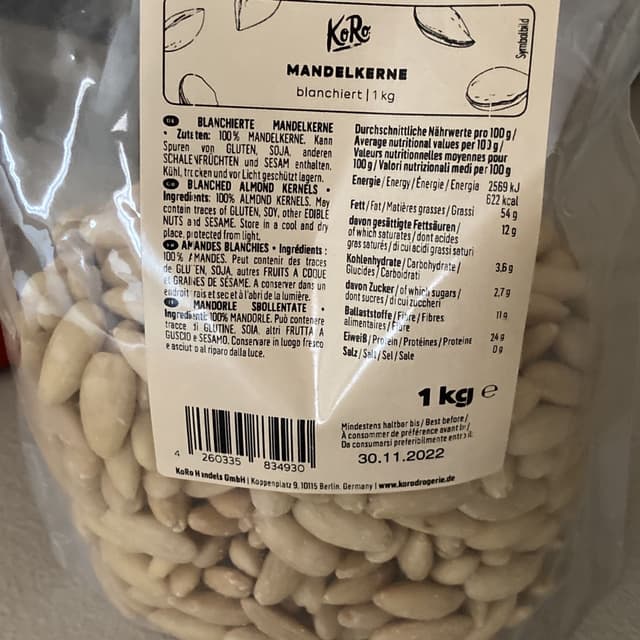 KoRo
Symbolbild
MANDELKERNE
blanchiert | 1 kg
DE BLANCHIERTE MANDELKERNE
• Zutaten: 100% MANDELKERNE. Kann
Spuren von GLUTEN, SOJA, anderen
SCHALENFRÜCHTEN und SESAM enthalten.
Kühl, trocken und vor Licht geschützt lagern.
BLANCHED ALMOND KERNELS •
Ingredients: 100% ALMOND KERNELS. May
contain traces of GLUTEN, SOY, other EDIBLE
NUTS and SESAME. Store in a cool and dry
place protected from light.
AMANDES BLANCHIES • Ingrédients:
100% AMANDES. Peut contenir des traces
de GLUTEN, SOJA, autres FRUITS A COQUE
et GRAINES DE SÉSAME. A conserver dans un
endroit frais et sec et à l'abri de la lumière.
MANDORLE SBOLLENTATE •
Ingredienti: 100% MANDORLE. Può contenere
tracce di GLUTINE, SOIA, altri FRUTTA A
GUSCIO e SESAMO. Conservare in luogo fresco
e asciutto al riparo dalla luce.
Durchschnittliche Nährwerte pro 100 g /
Average nutritional values per 100 g /
Valeurs nutritionnelles moyennes pour
100 g / Valori nutrizionali medi per 100 g
Energie / Energy / Énergie / Energia 2569 kJ
622 kcal
Fett / Fat / Matières grasses / Grassi 54 g
davon gesättigte Fettsäuren / 12 g
of which saturates / dont acides
gras saturés / di cui acidi grassi saturi
Kohlenhydrate / Carbohydrate / 3,6 g
Glucides / Carboidrati
davon Zucker / of which sugars / 2,7 g
dont sucres / di cui zuccheri
Ballaststoffe / Fibre / Fibres 11 g
alimentaires / Fibre
Eiweiß / Protein / Protéines / Proteine 24 g
Salz / Salt / Sel / Sale 0 g
1 kg e
Mindestens haltbar bis / Best before /
À consommer de préférence avant le /
Da consumarsi preferibilmente entro il:
30.11.2022
4 260335 834930
KoRo Handels GmbH | Koppenplatz 9, 10115 Berlin, Germany | www.korodrogerie.de